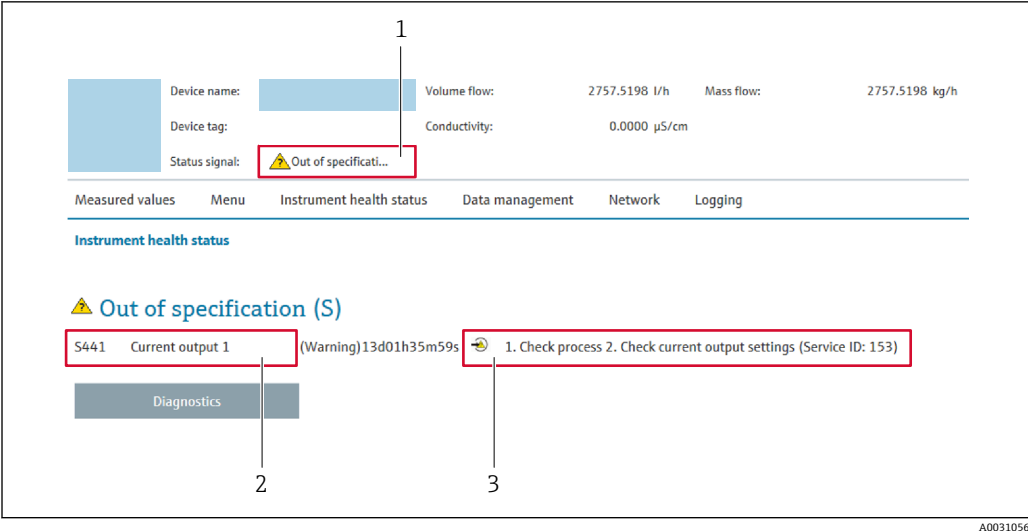 1
Device name: Volume flow: 2757.5198 l/h Mass flow: 2757.5198 kg/h
Device tag: Conductivity: 0.0000 µS/cm
Status signal: Out of specificati...
Measured values Menu Instrument health status Data management Network Logging
Instrument health status
Out of specification (S)
S441 Current output 1 (Warning)13d01h35m59s 1. Check process 2. Check current output settings (Service ID: 153)
Diagnostics
2 3
A0031056